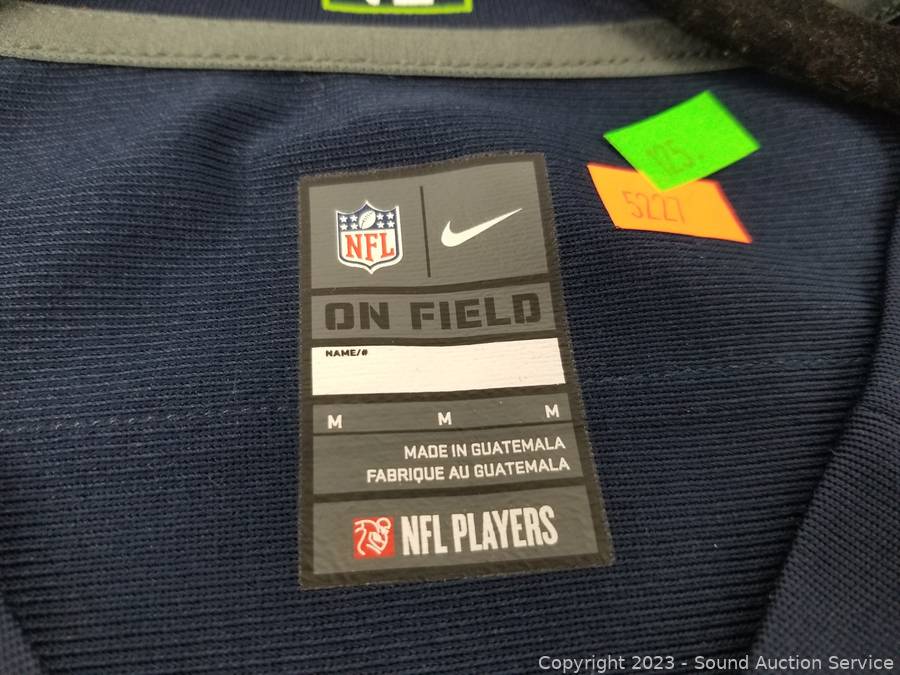 125.
5227
NFL
ON FIELD
NAME/#
M M M
MADE IN GUATEMALA
FABRIQUE AU GUATEMALA
NFL PLAYERS
Copyright 2023 - Sound Auction Service